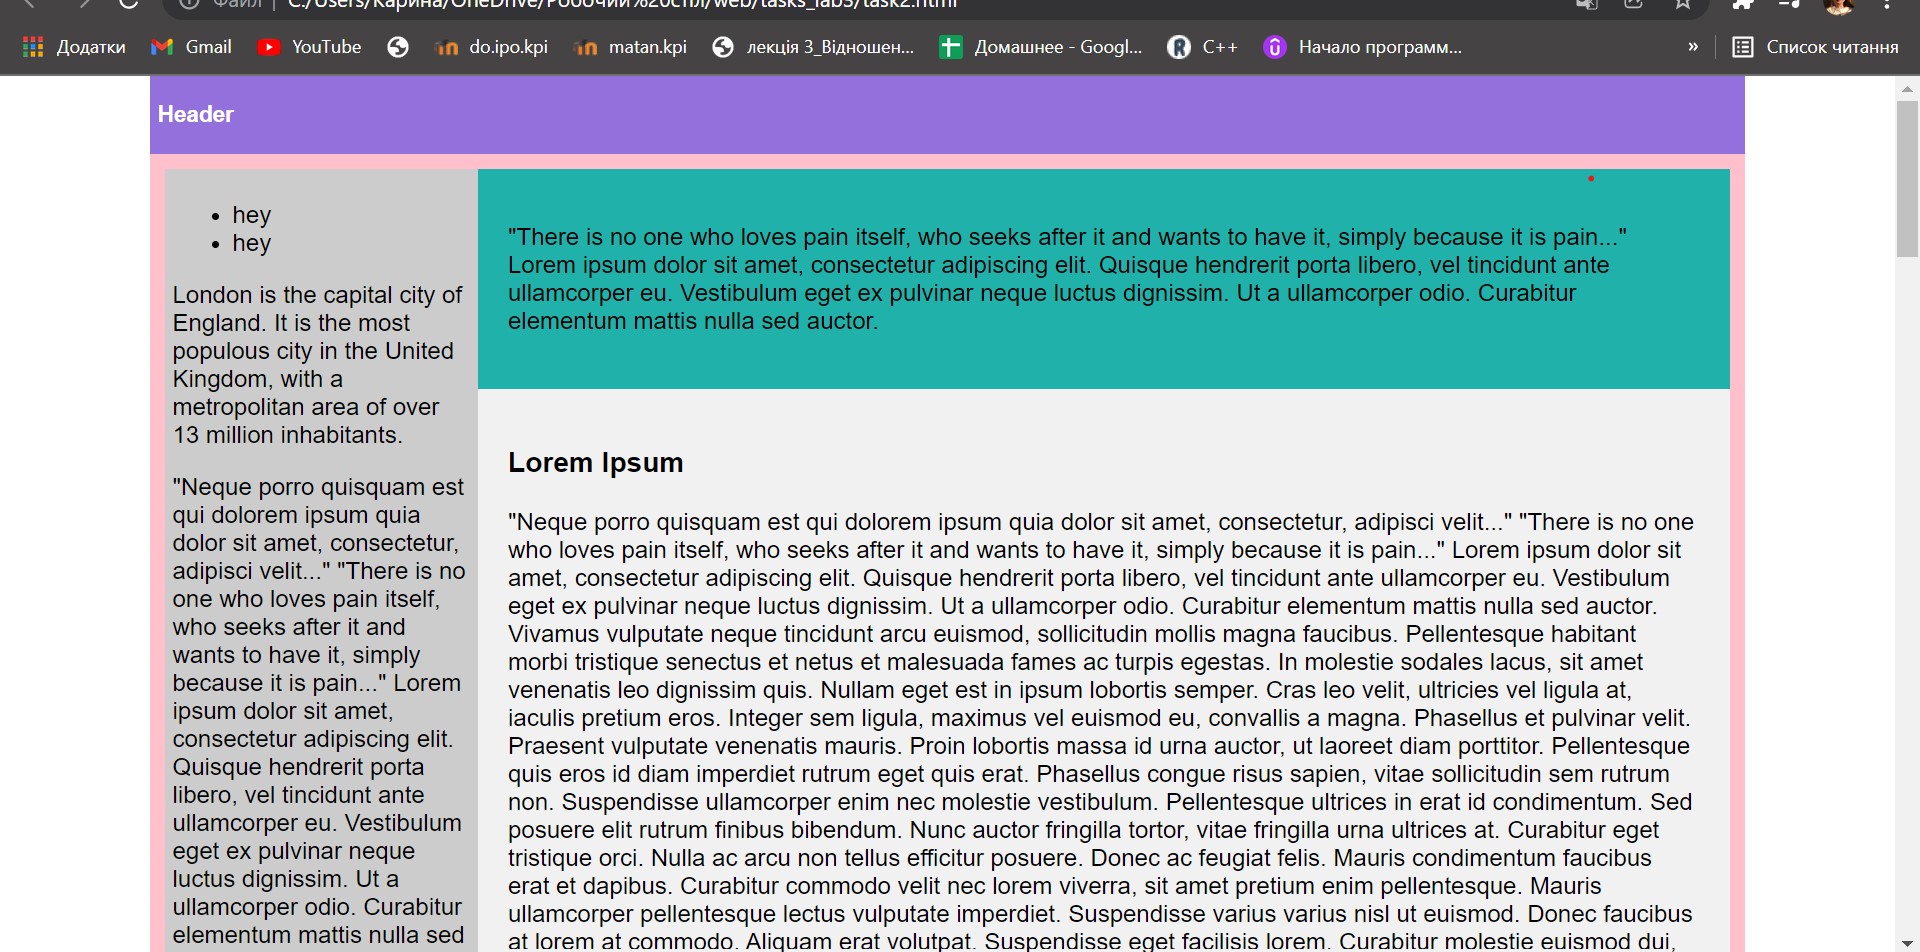 Файл | C:/Users/Карина/OneDrive/Робочий%20стіл/web/tasks_lab3/task2.html
Додатки Gmail YouTube do.ipo.kpi matan.kpi лекція 3_Відношен... Домашнее - Googl... C++ Начало программ... » Список читання
Header
• hey
• hey
London is the capital city of
England. It is the most
populous city in the United
Kingdom, with a
metropolitan area of over
13 million inhabitants.
"Neque porro quisquam est
qui dolorem ipsum quia
dolor sit amet, consectetur,
adipisci velit..." "There is no
one who loves pain itself,
who seeks after it and
wants to have it, simply
because it is pain..." Lorem
ipsum dolor sit amet,
consectetur adipiscing elit.
Quisque hendrerit porta
libero, vel tincidunt ante
ullamcorper eu. Vestibulum
eget ex pulvinar neque
luctus dignissim. Ut a
ullamcorper odio. Curabitur
elementum mattis nulla sed
"There is no one who loves pain itself, who seeks after it and wants to have it, simply because it is pain..."
Lorem ipsum dolor sit amet, consectetur adipiscing elit. Quisque hendrerit porta libero, vel tincidunt ante
ullamcorper eu. Vestibulum eget ex pulvinar neque luctus dignissim. Ut a ullamcorper odio. Curabitur
elementum mattis nulla sed auctor.
Lorem Ipsum
"Neque porro quisquam est qui dolorem ipsum quia dolor sit amet, consectetur, adipisci velit..." "There is no one
who loves pain itself, who seeks after it and wants to have it, simply because it is pain..." Lorem ipsum dolor sit
amet, consectetur adipiscing elit. Quisque hendrerit porta libero, vel tincidunt ante ullamcorper eu. Vestibulum
eget ex pulvinar neque luctus dignissim. Ut a ullamcorper odio. Curabitur elementum mattis nulla sed auctor.
Vivamus vulputate neque tincidunt arcu euismod, sollicitudin mollis magna faucibus. Pellentesque habitant
morbi tristique senectus et netus et malesuada fames ac turpis egestas. In molestie sodales lacus, sit amet
venenatis leo dignissim quis. Nullam eget est in ipsum lobortis semper. Cras leo velit, ultricies vel ligula at,
iaculis pretium eros. Integer sem ligula, maximus vel euismod eu, convallis a magna. Phasellus et pulvinar velit.
Praesent vulputate venenatis mauris. Proin lobortis massa id urna auctor, ut laoreet diam porttitor. Pellentesque
quis eros id diam imperdiet rutrum eget quis erat. Phasellus congue risus sapien, vitae sollicitudin sem rutrum
non. Suspendisse ullamcorper enim nec molestie vestibulum. Pellentesque ultrices in erat id condimentum. Sed
posuere elit rutrum finibus bibendum. Nunc auctor fringilla tortor, vitae fringilla urna ultrices at. Curabitur eget
tristique orci. Nulla ac arcu non tellus efficitur posuere. Donec ac feugiat felis. Mauris condimentum faucibus
erat et dapibus. Curabitur commodo velit nec lorem viverra, sit amet pretium enim pellentesque. Mauris
ullamcorper pellentesque lectus vulputate imperdiet. Suspendisse varius varius nisl ut euismod. Donec faucibus
at lorem at commodo. Aliquam erat volutpat. Suspendisse eget facilisis lorem. Curabitur molestie euismod dui,